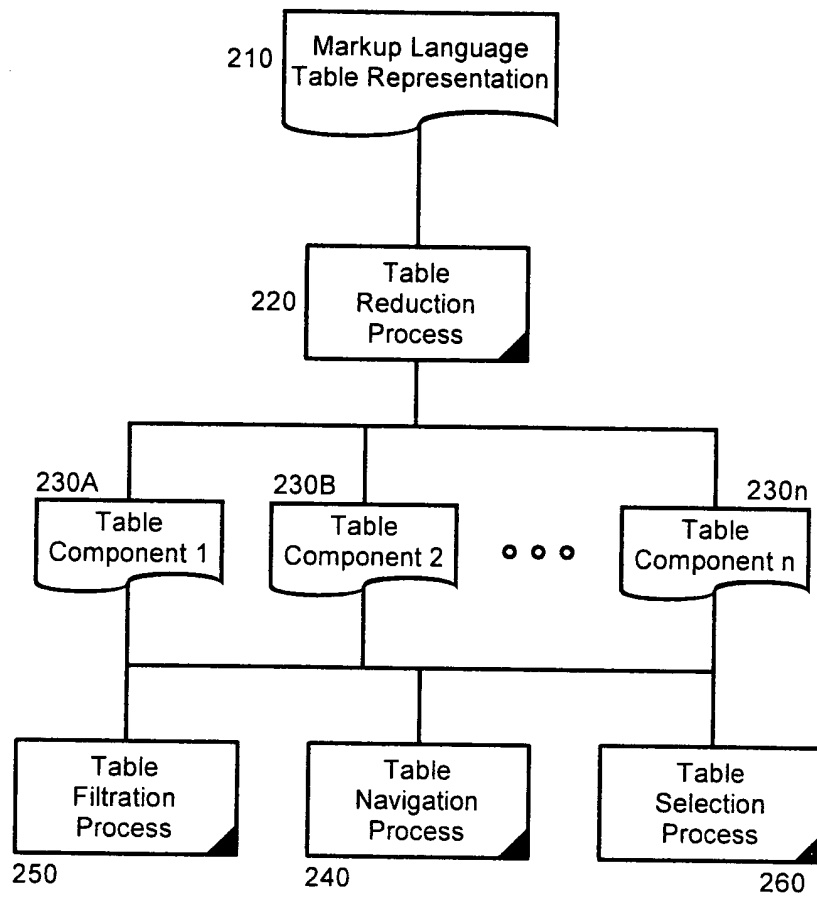 210
Markup Language
Table Representation
220
Table
Reduction
Process
230A
230B
230n
Table
Component 1
Table
Component 2
Table
Component n
Table
Filtration
Process
Table
Navigation
Process
Table
Selection
Process
250
240
260